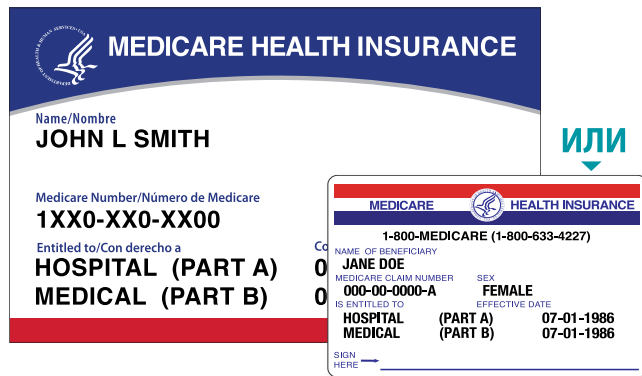 MEDICARE HEALTH INSURANCE
Name/Nombre
JOHN L SMITH
Medicare Number/Número de Medicare
1XX0-XX0-XX00
Entitled to/Con derecho a Co
HOSPITAL (PART A) 0
MEDICAL (PART B) 0
ИЛИ
MEDICARE HEALTH INSURANCE
1-800-MEDICARE (1-800-633-4227)
NAME OF BENEFICIARY
JANE DOE
MEDICARE CLAIM NUMBER SEX
000-00-0000-A FEMALE
IS ENTITLED TO EFFECTIVE DATE
HOSPITAL (PART A) 07-01-1986
MEDICAL (PART B) 07-01-1986
SIGN
HERE